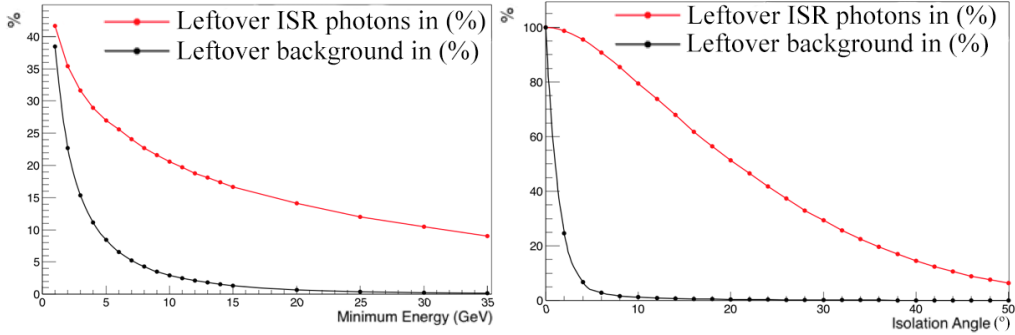 %
Leftover ISR photons in (%)
Leftover background in (%)
40
35
30
25
20
15
10
5
0
0 5 10 15 20 25 30 35
Minimum Energy (GeV)
%
Leftover ISR photons in (%)
Leftover background in (%)
100
80
60
40
20
0
0 10 20 30 40 50
Isolation Angle (°)